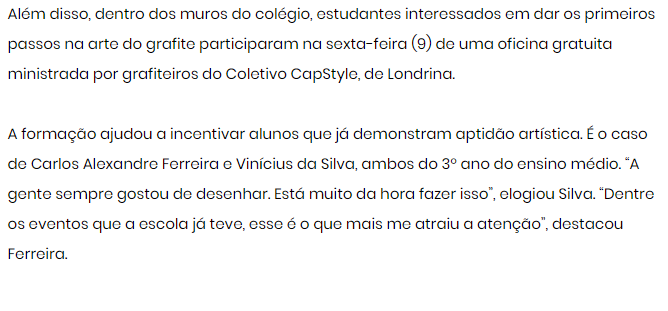 Além disso, dentro dos muros do colégio, estudantes interessados em dar os primeiros
passos na arte do grafite participaram na sexta-feira (9) de uma oficina gratuita
ministrada por grafiteiros do Coletivo CapStyle, de Londrina.
A formação ajudou a incentivar alunos que já demonstram aptidão artística. É o caso
de Carlos Alexandre Ferreira e Vinícius da Silva, ambos do 3º ano do ensino médio. “A
gente sempre gostou de desenhar. Está muito da hora fazer isso”, elogiou Silva. “Dentre
os eventos que a escola já teve, esse é o que mais me atraiu a atenção”, destacou
Ferreira.